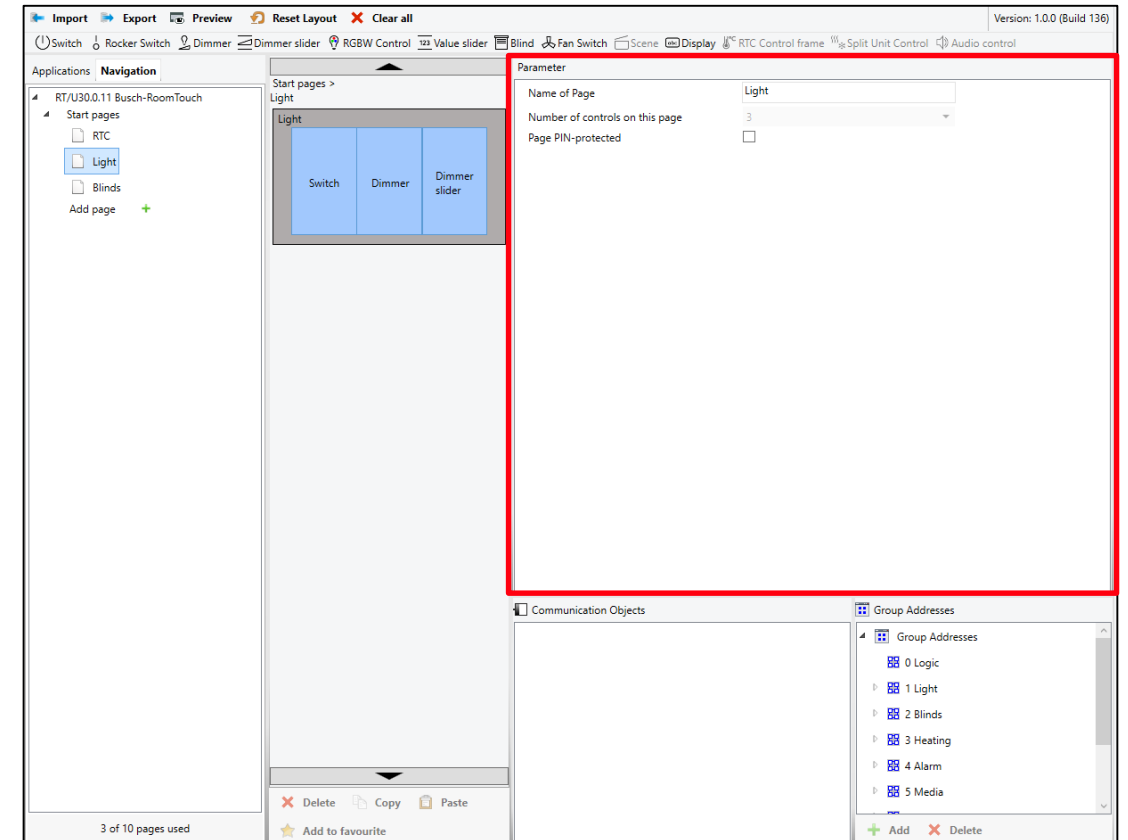 Import Export Preview Reset Layout Clear all Version: 1.0.0 (Build 136)
Switch Rocker Switch Dimmer Dimmer slider RGBW Control 123 Value slider Blind Fan Switch Scene abc Display °C RTC Control frame Split Unit Control Audio control
Applications Navigation
RT/U30.0.11 Busch-RoomTouch
Start pages
RTC
Light
Blinds
Add page +
3 of 10 pages used
Start pages >
Light
Light
Switch
Dimmer
Dimmer
slider
Delete Copy Paste
Add to favourite
Parameter
Name of Page Light
Number of controls on this page 3
Page PIN-protected
Communication Objects
Group Addresses
Group Addresses
0 Logic
1 Light
2 Blinds
3 Heating
4 Alarm
5 Media
Add Delete